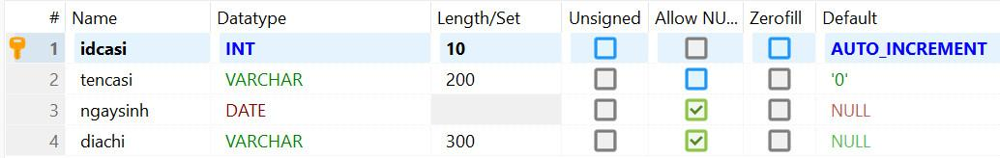 # Name Datatype Length/Set Unsigned Allow NU... Zerofill Default
1 idcasi INT 10 AUTO_INCREMENT
2 tencasi VARCHAR 200 '0'
3 ngaysinh DATE NULL
4 diachi VARCHAR 300 NULL